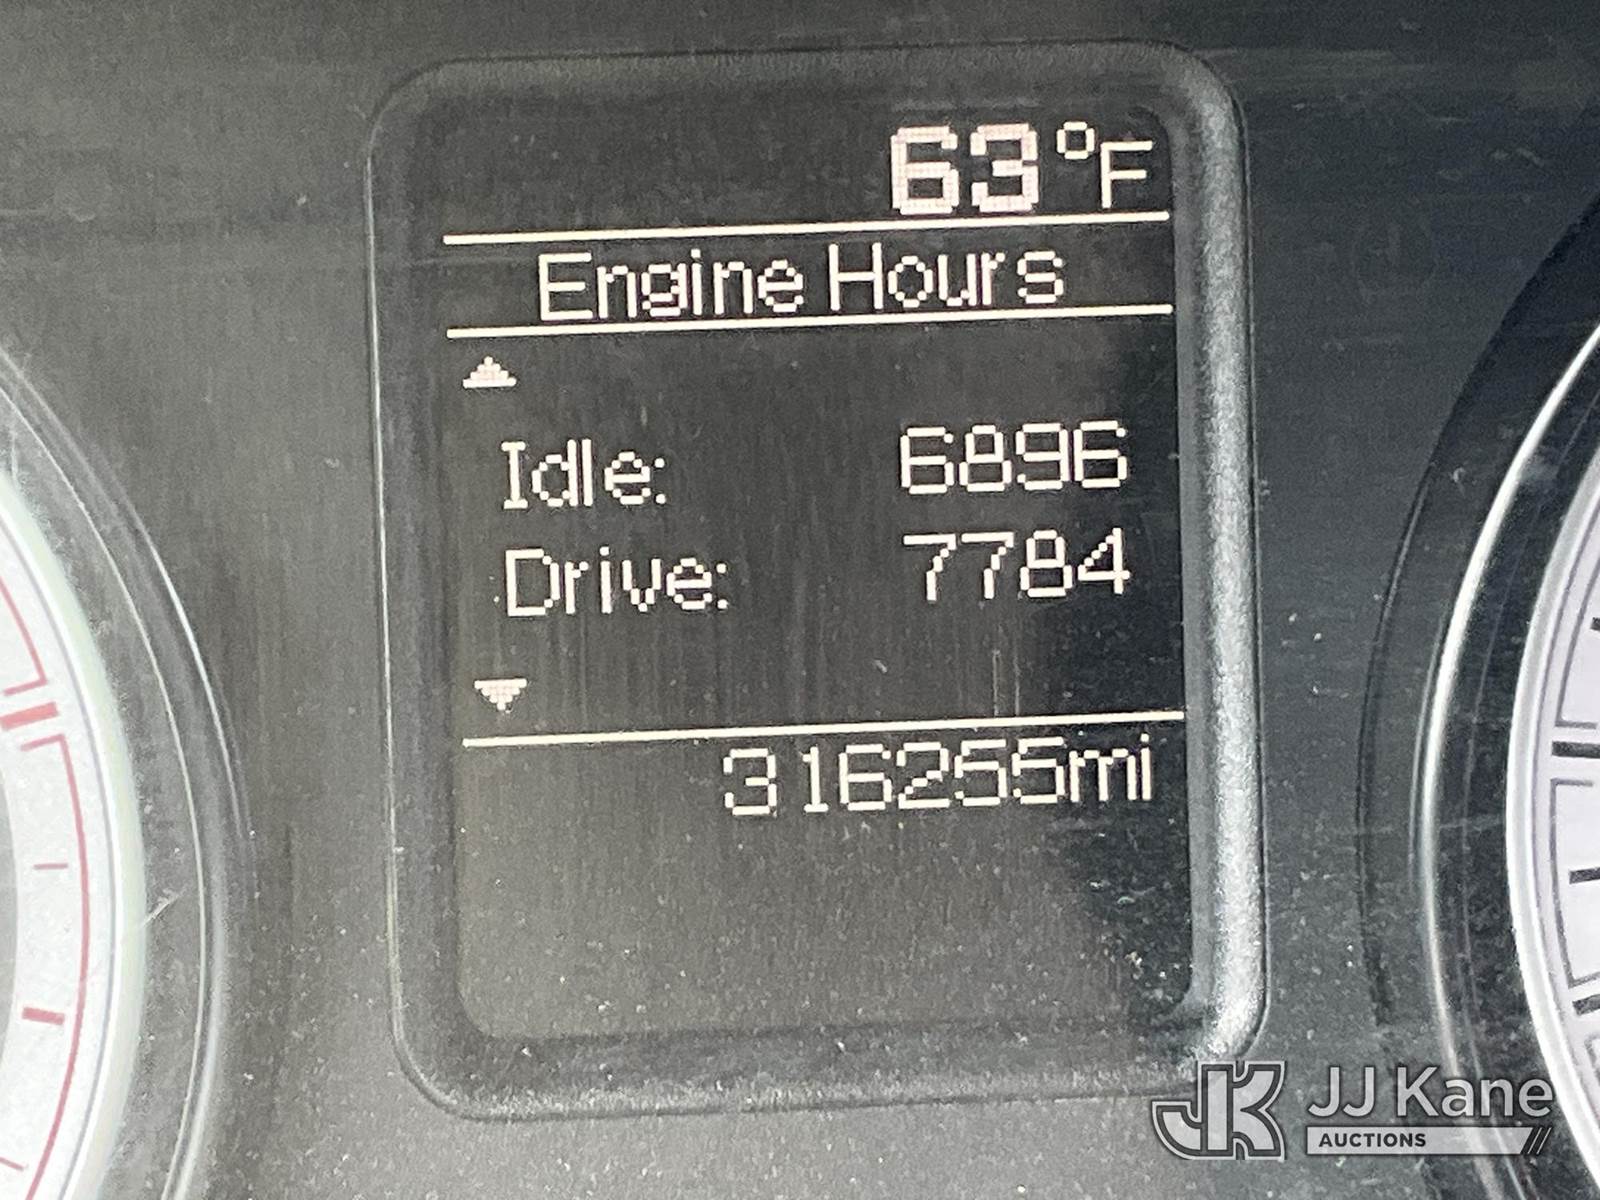 63°F
Engine Hours
Idle: 6896
Drive: 7784
316255mi
JK JJ Kane
AUCTIONS